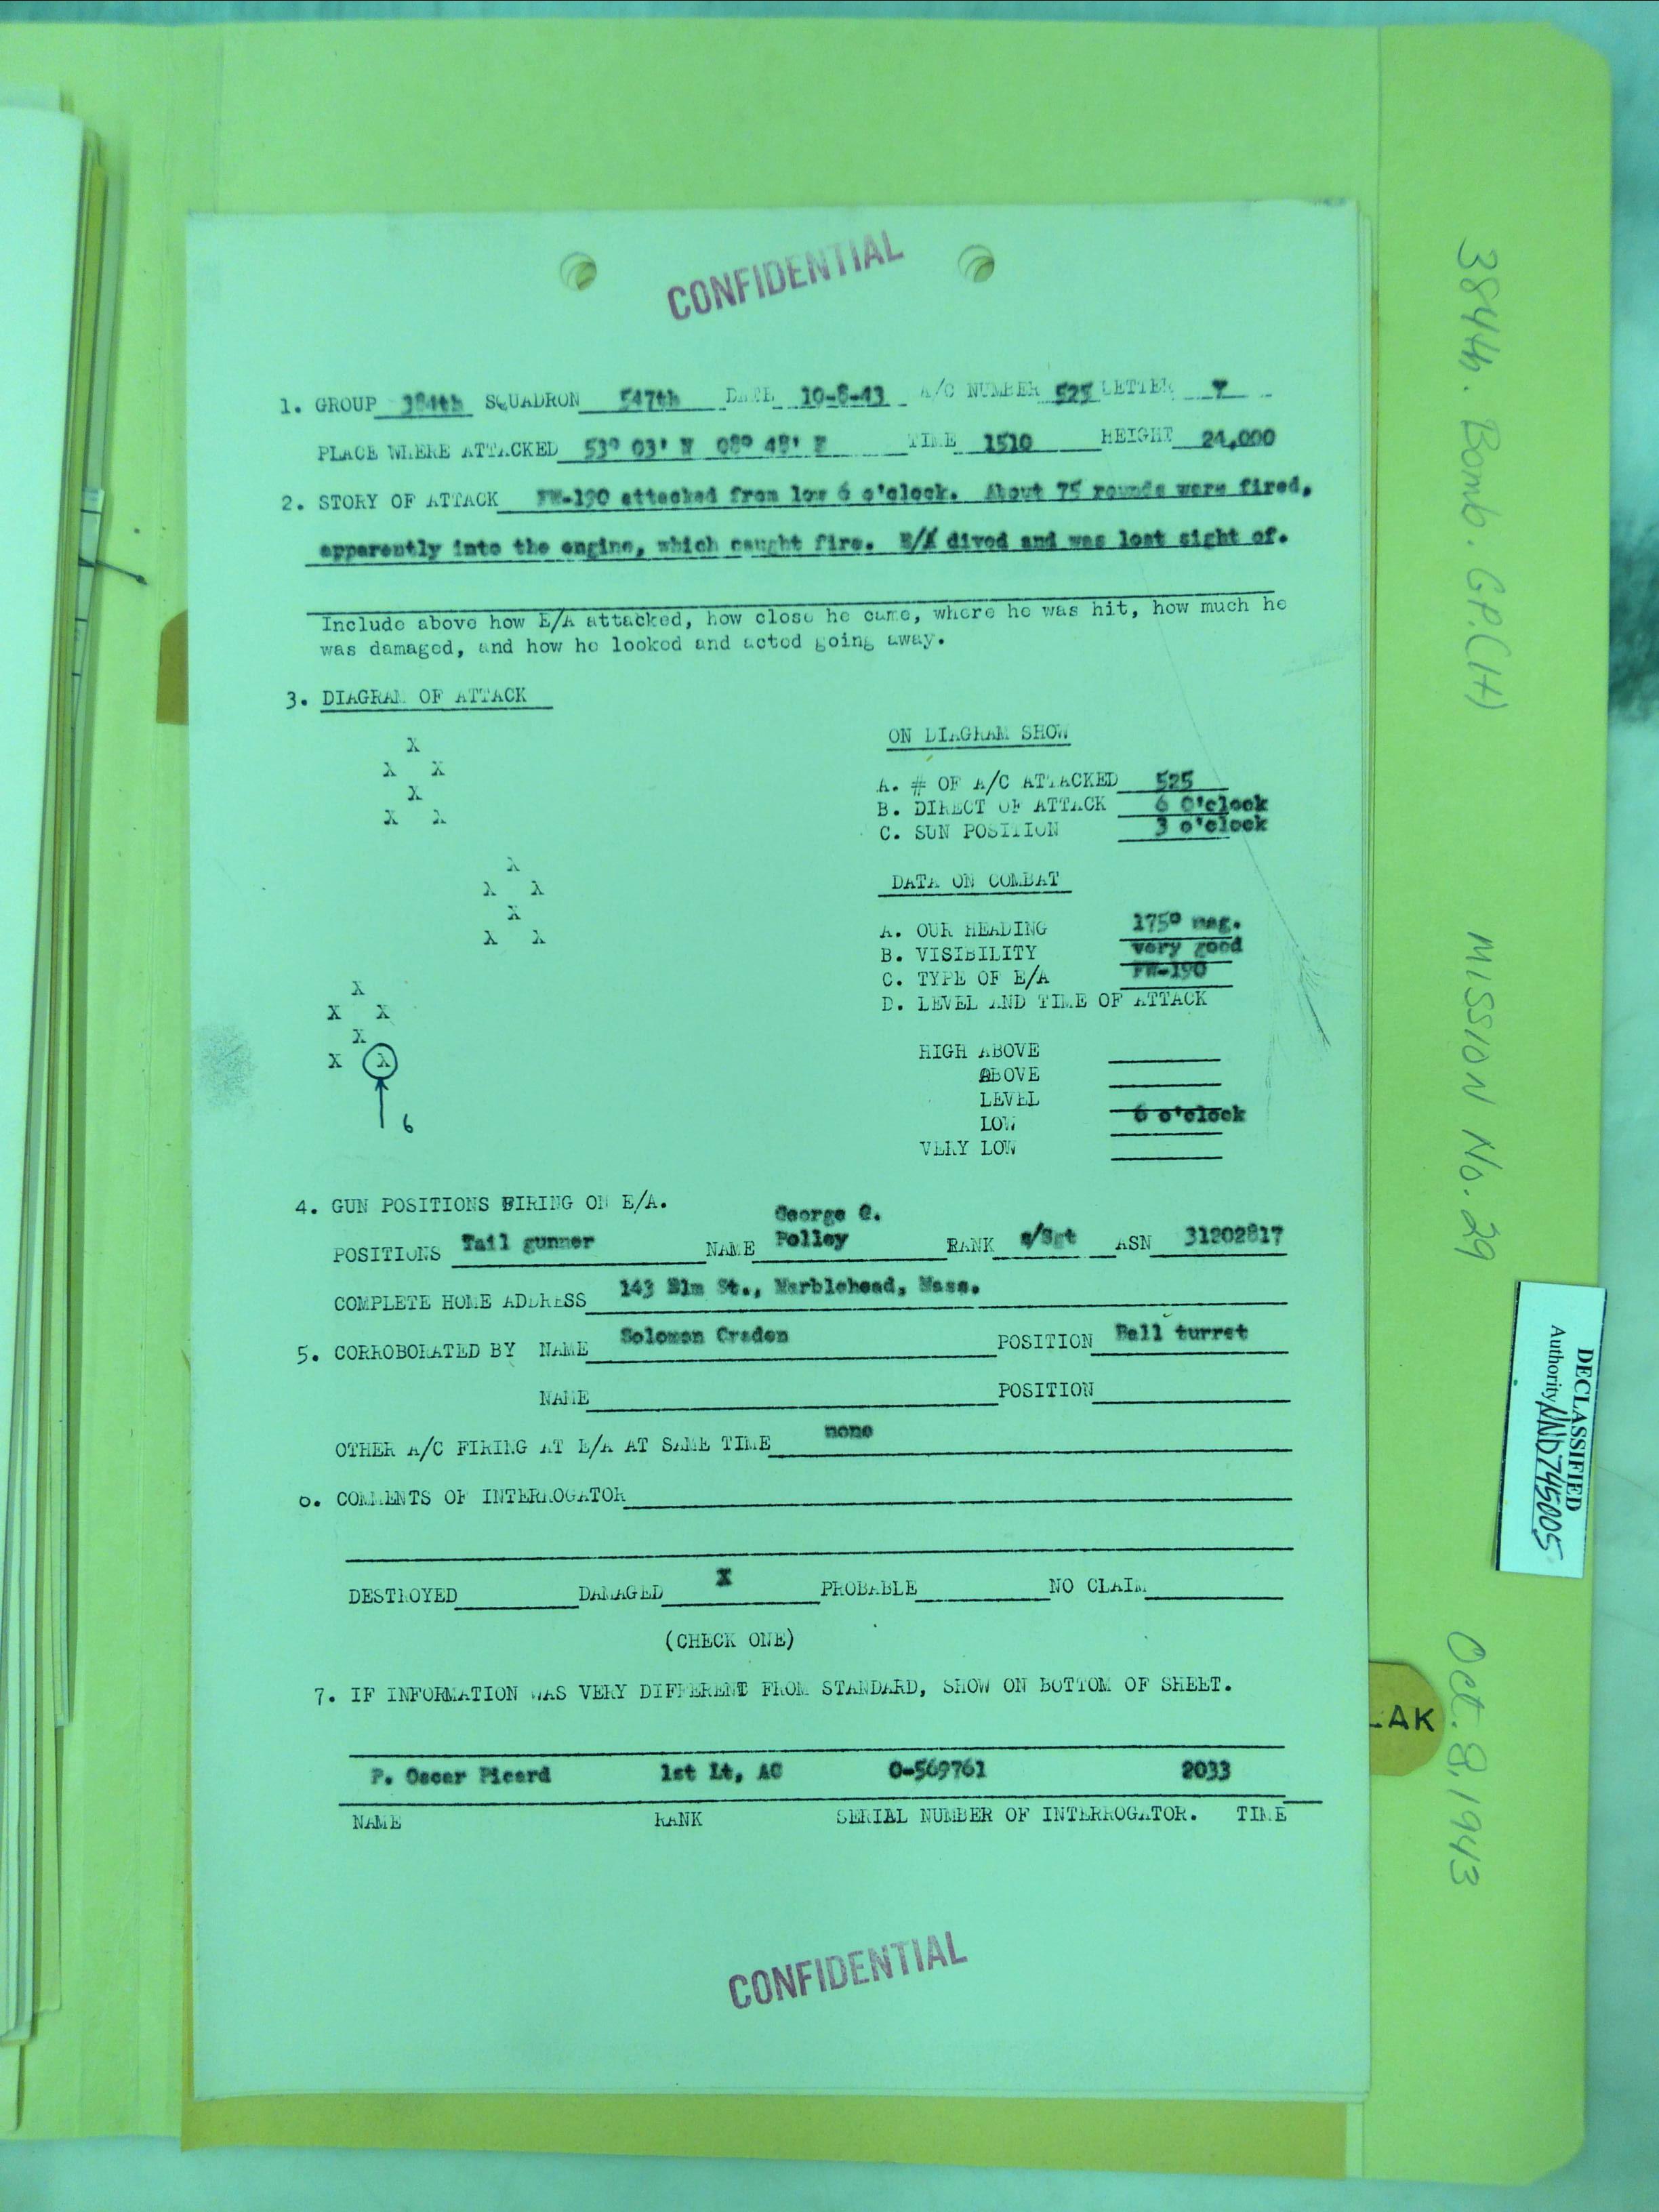 CONFIDENTIAL
1. GROUP 384th SQUADRON 547th DATE 10-8-43 A/C NUMBER 525 LETTER Y
PLACE WHERE ATTACKED 53° 03' N 08° 48' E TIME 1510 HEIGHT 24,000
2. STORY OF ATTACK FW-190 attacked from low 6 o'clock. About 75 rounds were fired,
apparently into the engine, which caught fire. E/A dived and was lost sight of.
Include above how E/A attacked, how close he came, where he was hit, how much he
was damaged, and how he looked and acted going away.
3. DIAGRAM OF ATTACK
ON DIAGRAM SHOW
A. # OF A/C ATTACKED 525
B. DIRECT OF ATTACK 6 O'clock
C. SUN POSITION 3 o'clock
DATA ON COMBAT
A. OUR HEADING 175° mag.
B. VISIBILITY very good
C. TYPE OF E/A FW-190
D. LEVEL AND TIME OF ATTACK
HIGH ABOVE
ABOVE
LEVEL
LOW 6 o'clock
VERY LOW
X
X X
X
X X
X
X X
X
X X
X
X X
X
X X
6
4. GUN POSITIONS FIRING ON E/A.
George C.
POSITIONS Tail gunner NAME Polley RANK s/Sgt ASN 31202817
COMPLETE HOME ADDRESS 143 Elm St., Marblehead, Mass.
5. CORROBORATED BY NAME Solomon Craden POSITION Ball turret
NAME POSITION
OTHER A/C FIRING AT E/A AT SAME TIME none
6. COMMENTS OF INTERROGATOR
DESTROYED DAMAGED X PROBABLE NO CLAIM
(CHECK ONE)
7. IF INFORMATION WAS VERY DIFFERENT FROM STANDARD, SHOW ON BOTTOM OF SHEET.
P. Oscar Picard 1st Lt, AC O-569761 2033
NAME RANK SERIAL NUMBER OF INTERROGATOR. TIME
CONFIDENTIAL
384th. Bomb. GP.(H) MISSION No. 29 Oct. 8, 1943
DECLASSIFIED
Authority NND745005
LAK